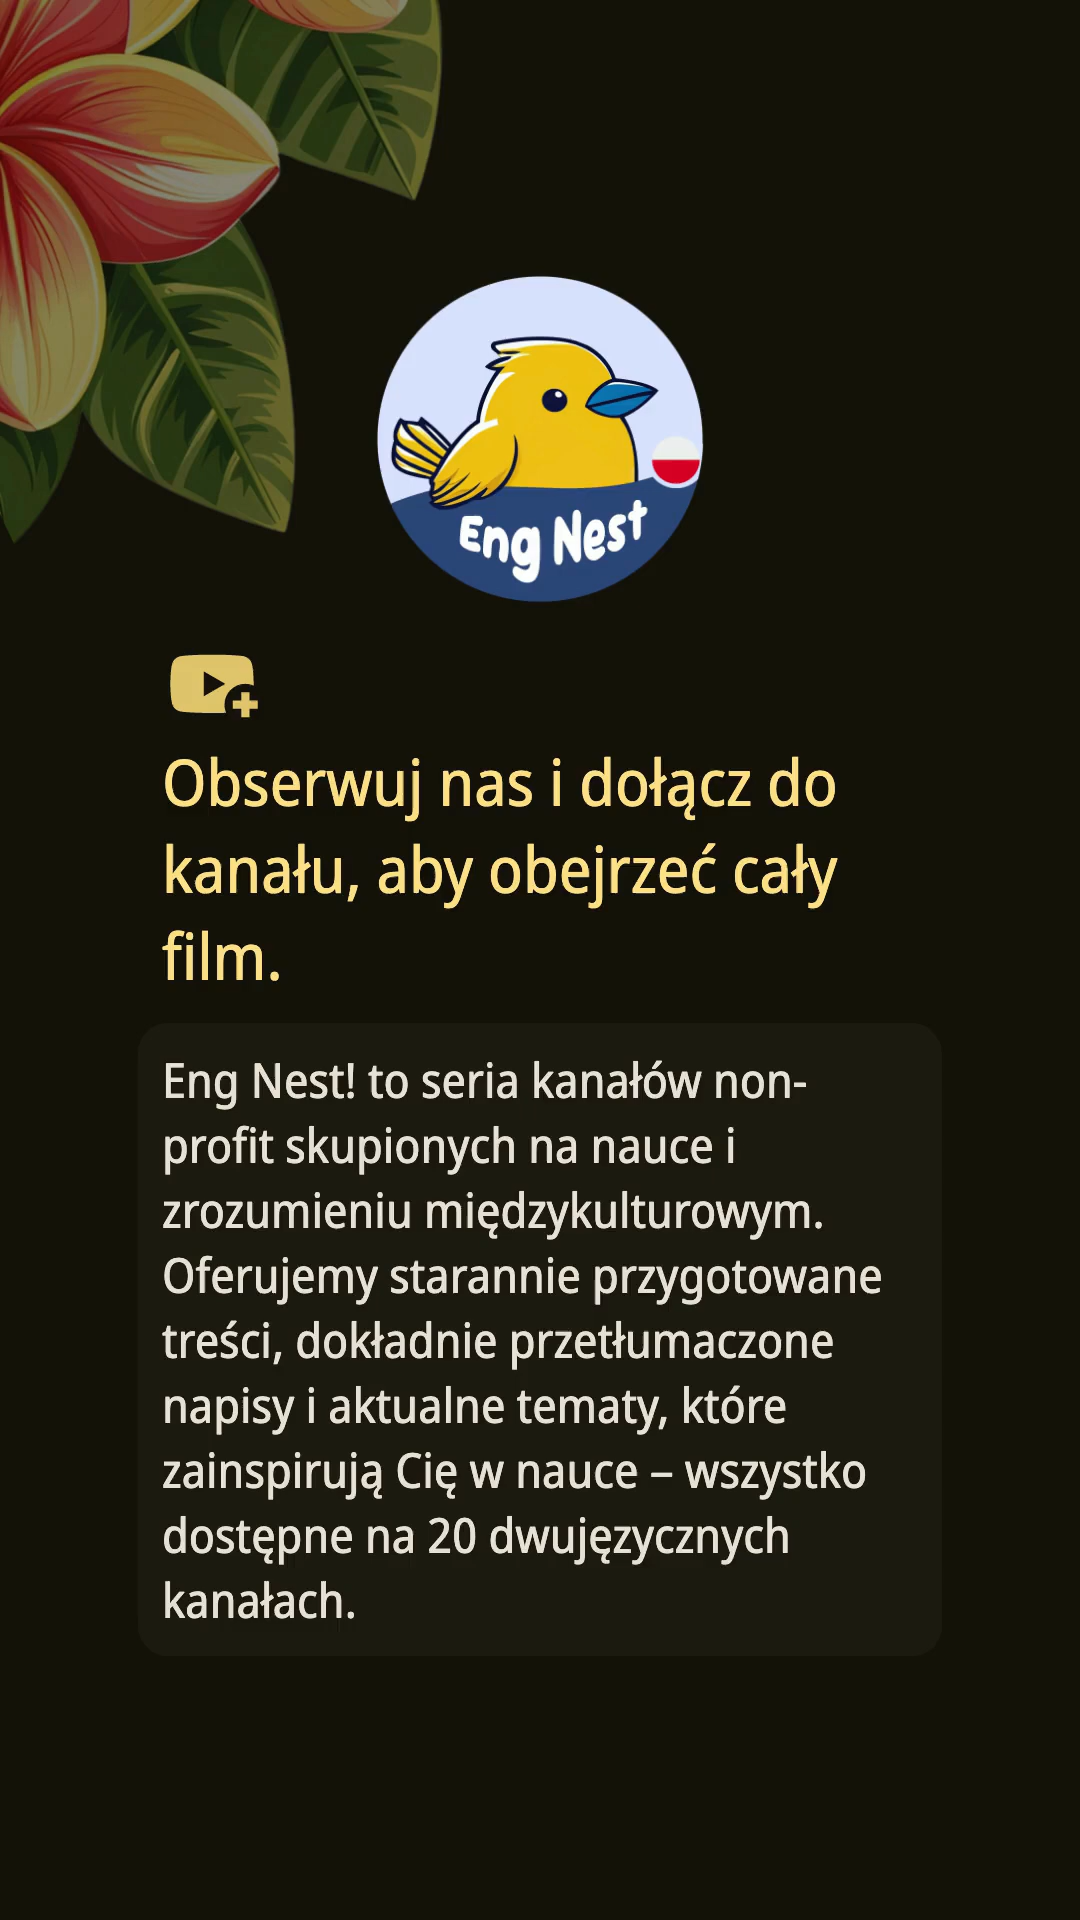 Eng Nest
Obserwuj nas i dołącz do
kanału, aby obejrzeć cały
film.
Eng Nest! to seria kanałów non-
profit skupionych na nauce i
zrozumieniu międzykulturowym.
Oferujemy starannie przygotowane
treści, dokładnie przetłumaczone
napisy i aktualne tematy, które
zainspirują Cię w nauce – wszystko
dostępne na 20 dwujęzycznych
kanałach.